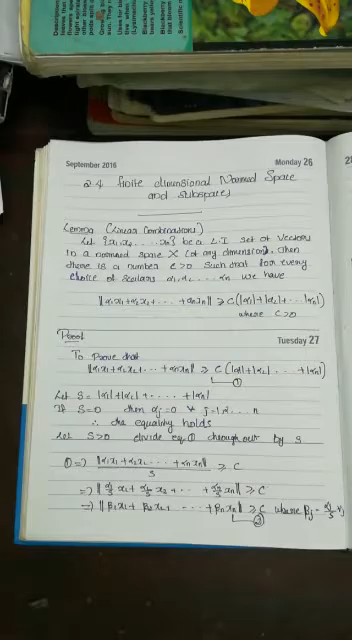 September 2016
Monday 26
2.4 finite dimensional Normed Space
and subspaces
Lemma (Linear Combinations)
Let {x₁, x₂, . . . xn} be a L.I set of vectors
in a normed space X (of any dimension). Then
there is a number C>0 such that for every
choice of scalars α₁, α₂, . . . αn we have
||α₁x₁+α₂x₂+ . . . +αnxn|| ≥ C(|α₁|+|α₂|+ . . . |αn|)
where C>0
Proof
Tuesday 27
To Prove that
||α₁x₁+α₂x₂, . . . +αnxn|| ≥ C(|α₁|+|α₂| . . . +|αn|)
①
Let S= |α₁|+|α₂|+ . . . . +|αn|
If S=0 then αj=0 ∀ j=1,2 . . . n
∴ the equality holds
Let S>0 divide eq ① throughout by S
①=> ||α₁x₁+α₂x₂ . . . . +αnxn|| / S ≥ C
=> ||α₁/S x₁+ α₂/S x₂ + . . . +αn/S xn|| ≥ C
=> ||β₁x₁+ β₂x₂+ . . . . +βnxn|| ≥ C where βj = αj/S ∀j
②